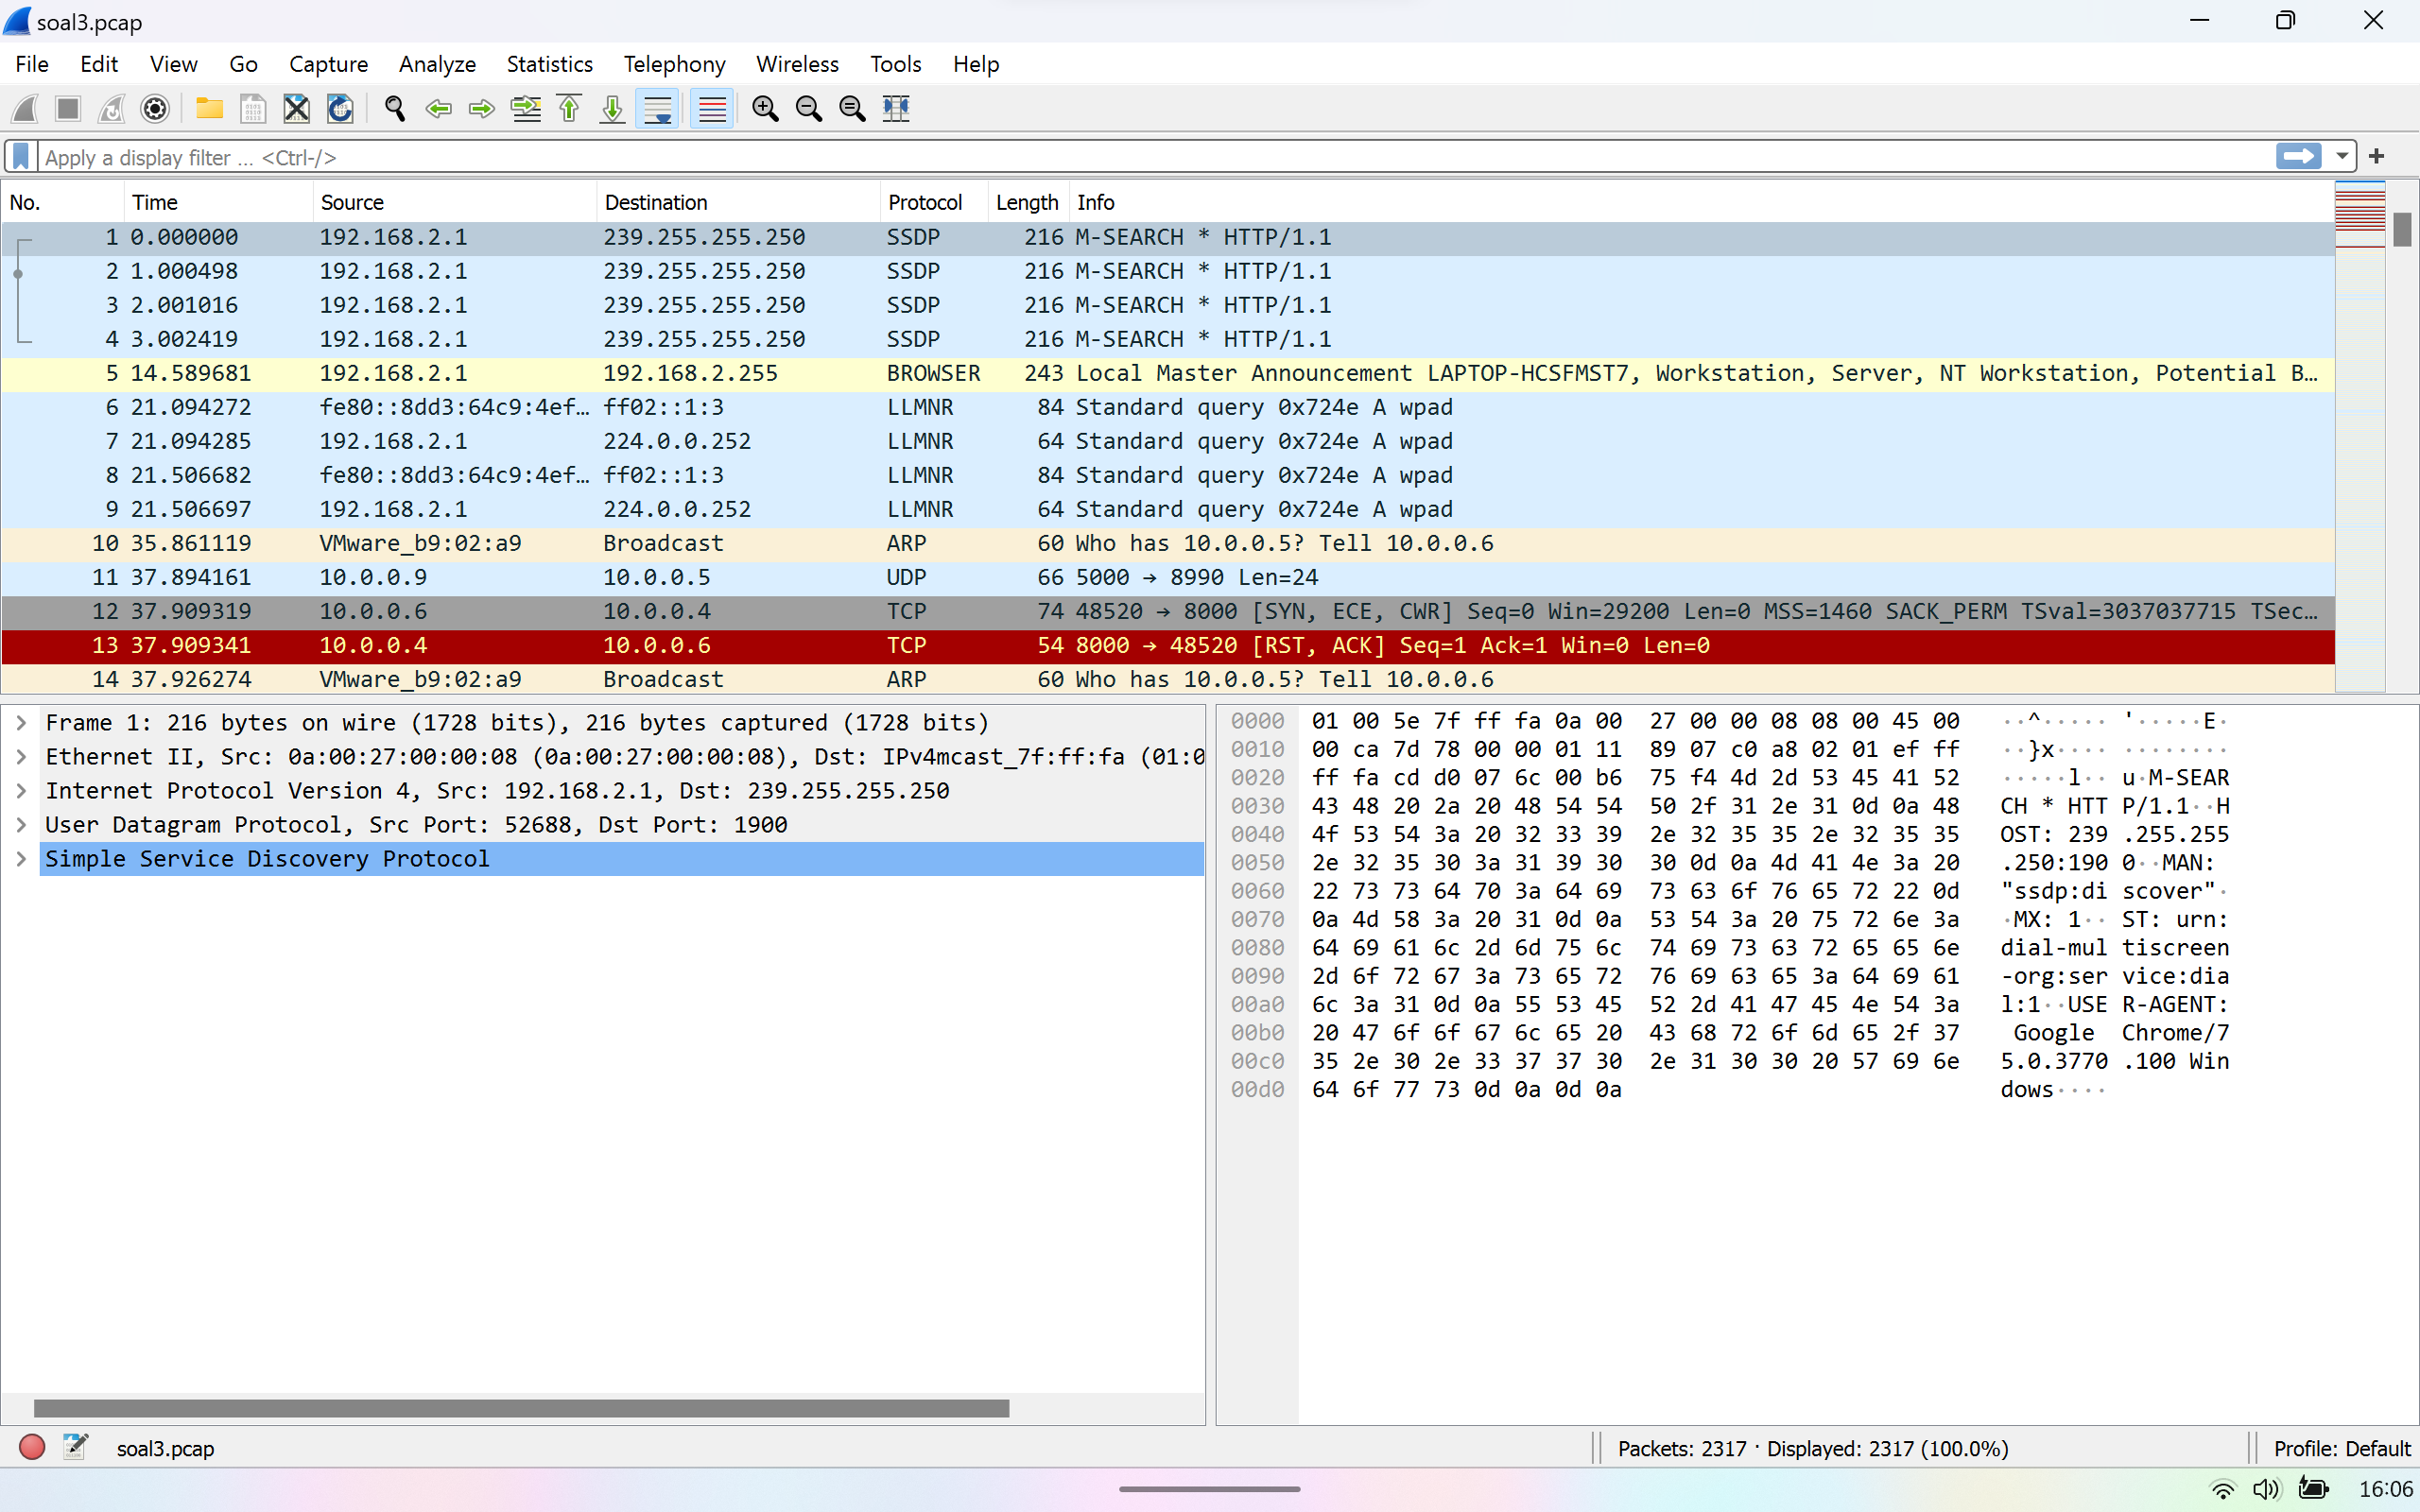 soal3.pcap
File Edit View Go Capture Analyze Statistics Telephony Wireless Tools Help
Apply a display filter … <Ctrl-/>
No. Time Source Destination Protocol Length Info
1 0.000000 192.168.2.1 239.255.255.250 SSDP 216 M-SEARCH * HTTP/1.1
2 1.000498 192.168.2.1 239.255.255.250 SSDP 216 M-SEARCH * HTTP/1.1
3 2.001016 192.168.2.1 239.255.255.250 SSDP 216 M-SEARCH * HTTP/1.1
4 3.002419 192.168.2.1 239.255.255.250 SSDP 216 M-SEARCH * HTTP/1.1
5 14.589681 192.168.2.1 192.168.2.255 BROWSER 243 Local Master Announcement LAPTOP-HCSFMST7, Workstation, Server, NT Workstation, Potential B…
6 21.094272 fe80::8dd3:64c9:4ef… ff02::1:3 LLMNR 84 Standard query 0x724e A wpad
7 21.094285 192.168.2.1 224.0.0.252 LLMNR 64 Standard query 0x724e A wpad
8 21.506682 fe80::8dd3:64c9:4ef… ff02::1:3 LLMNR 84 Standard query 0x724e A wpad
9 21.506697 192.168.2.1 224.0.0.252 LLMNR 64 Standard query 0x724e A wpad
10 35.861119 VMware_b9:02:a9 Broadcast ARP 60 Who has 10.0.0.5? Tell 10.0.0.6
11 37.894161 10.0.0.9 10.0.0.5 UDP 66 5000 → 8990 Len=24
12 37.909319 10.0.0.6 10.0.0.4 TCP 74 48520 → 8000 [SYN, ECE, CWR] Seq=0 Win=29200 Len=0 MSS=1460 SACK_PERM TSval=3037037715 TSec…
13 37.909341 10.0.0.4 10.0.0.6 TCP 54 8000 → 48520 [RST, ACK] Seq=1 Ack=1 Win=0 Len=0
14 37.926274 VMware_b9:02:a9 Broadcast ARP 60 Who has 10.0.0.5? Tell 10.0.0.6
Frame 1: 216 bytes on wire (1728 bits), 216 bytes captured (1728 bits)
Ethernet II, Src: 0a:00:27:00:00:08 (0a:00:27:00:00:08), Dst: IPv4mcast_7f:ff:fa (01:0
Internet Protocol Version 4, Src: 192.168.2.1, Dst: 239.255.255.250
User Datagram Protocol, Src Port: 52688, Dst Port: 1900
Simple Service Discovery Protocol
0000 01 00 5e 7f ff fa 0a 00 27 00 00 08 08 00 45 00 ··^····· '·····E·
0010 00 ca 7d 78 00 00 01 11 89 07 c0 a8 02 01 ef ff ··}x···· ········
0020 ff fa cd d0 07 6c 00 b6 75 f4 4d 2d 53 45 41 52 ·····l·· u·M-SEAR
0030 43 48 20 2a 20 48 54 54 50 2f 31 2e 31 0d 0a 48 CH * HTT P/1.1··H
0040 4f 53 54 3a 20 32 33 39 2e 32 35 35 2e 32 35 35 OST: 239 .255.255
0050 2e 32 35 30 3a 31 39 30 30 0d 0a 4d 41 4e 3a 20 .250:190 0··MAN:
0060 22 73 73 64 70 3a 64 69 73 63 6f 76 65 72 22 0d "ssdp:di scover"·
0070 0a 4d 58 3a 20 31 0d 0a 53 54 3a 20 75 72 6e 3a ·MX: 1·· ST: urn:
0080 64 69 61 6c 2d 6d 75 6c 74 69 73 63 72 65 65 6e dial-mul tiscreen
0090 2d 6f 72 67 3a 73 65 72 76 69 63 65 3a 64 69 61 -org:ser vice:dia
00a0 6c 3a 31 0d 0a 55 53 45 52 2d 41 47 45 4e 54 3a l:1··USE R-AGENT:
00b0 20 47 6f 6f 67 6c 65 20 43 68 72 6f 6d 65 2f 37 Google Chrome/7
00c0 35 2e 30 2e 33 37 37 30 2e 31 30 30 20 57 69 6e 5.0.3770 .100 Win
00d0 64 6f 77 73 0d 0a 0d 0a dows····
soal3.pcap Packets: 2317 · Displayed: 2317 (100.0%) Profile: Default
16:06